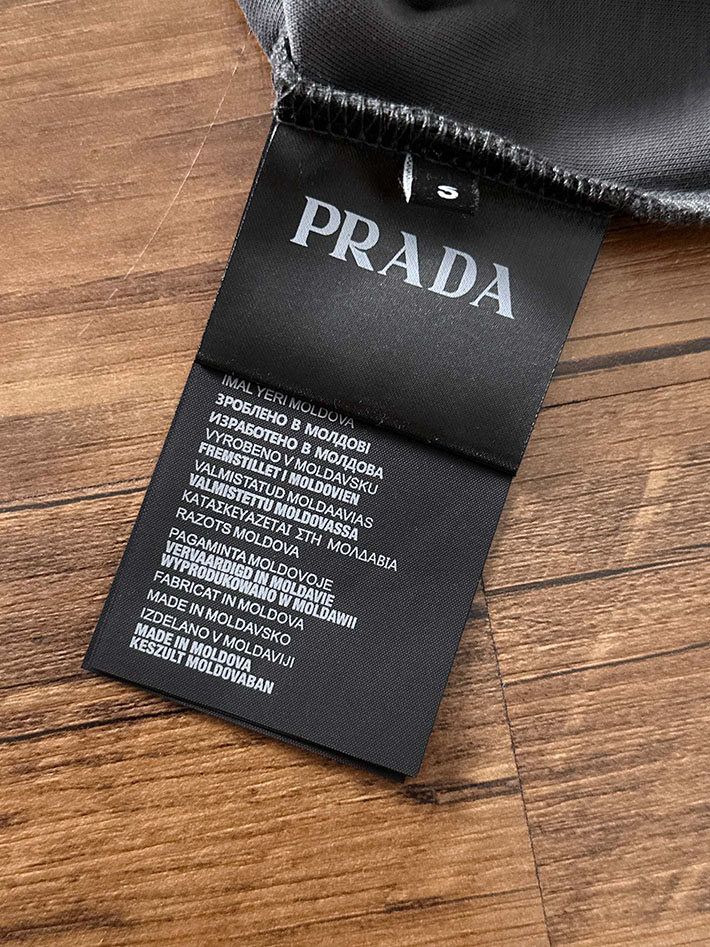 S
PRADA
IMAL YERI MOLDOVA
ЗРОБЛЕНО В МОЛДОВІ
ИЗРАБОТЕНО В МОЛДОВА
VYROBENO V MOLDAVSKU
FREMSTILLET I MOLDOVIEN
VALMISTATUD MOLDAAVIAS
VALMISTETTU MOLDOVASSA
ΚΑΤΑΣΚΕΥΑΖΕΤΑΙ ΣΤΗ ΜΟΛΔΑΒΙΑ
RAZOTS MOLDOVA
PAGAMINTA MOLDOVOJE
VERVAARDIGD IN MOLDAVIE
WYPRODUKOWANO W MOLDAWII
FABRICAT IN MOLDOVA
MADE IN MOLDAVSKO
IZDELANO V MOLDAVIJI
MADE IN MOLDOVA
KESZULT MOLDOVABAN